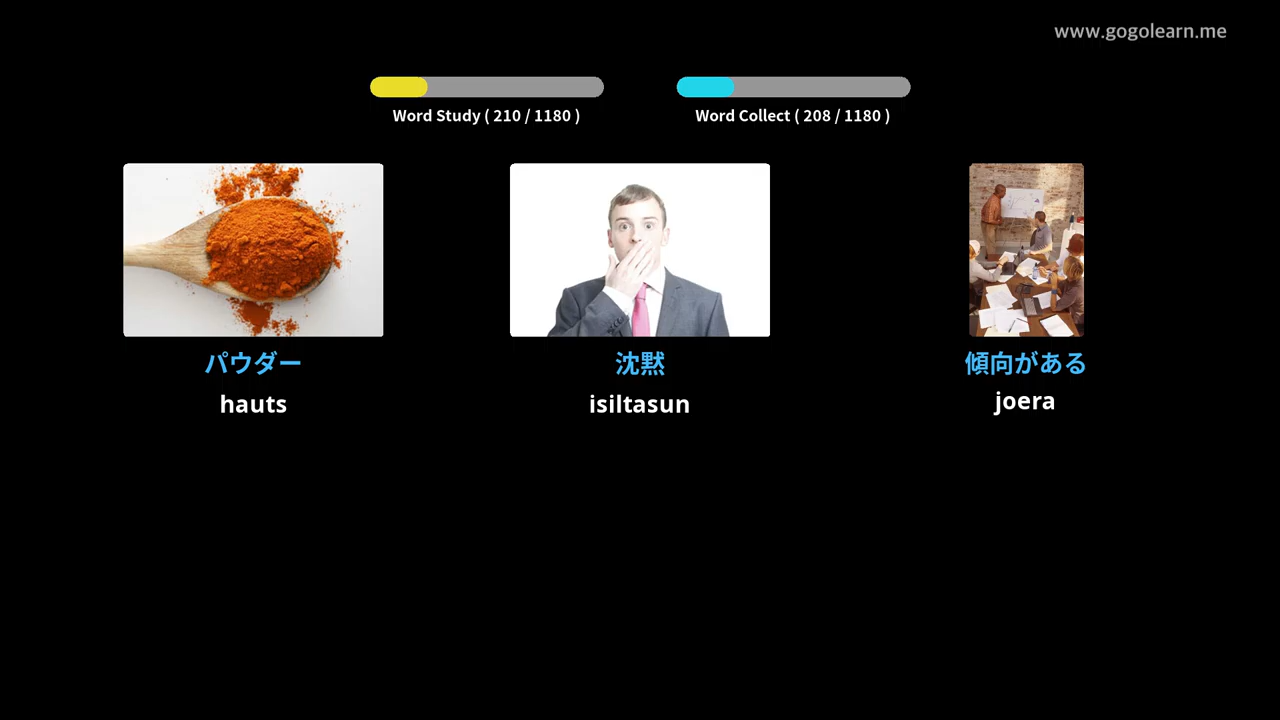 www.gogolearn.me
Word Study ( 210 / 1180 )
Word Collect ( 208 / 1180 )
パウダー
沈黙
傾向がある
hauts
isiltasun
joera